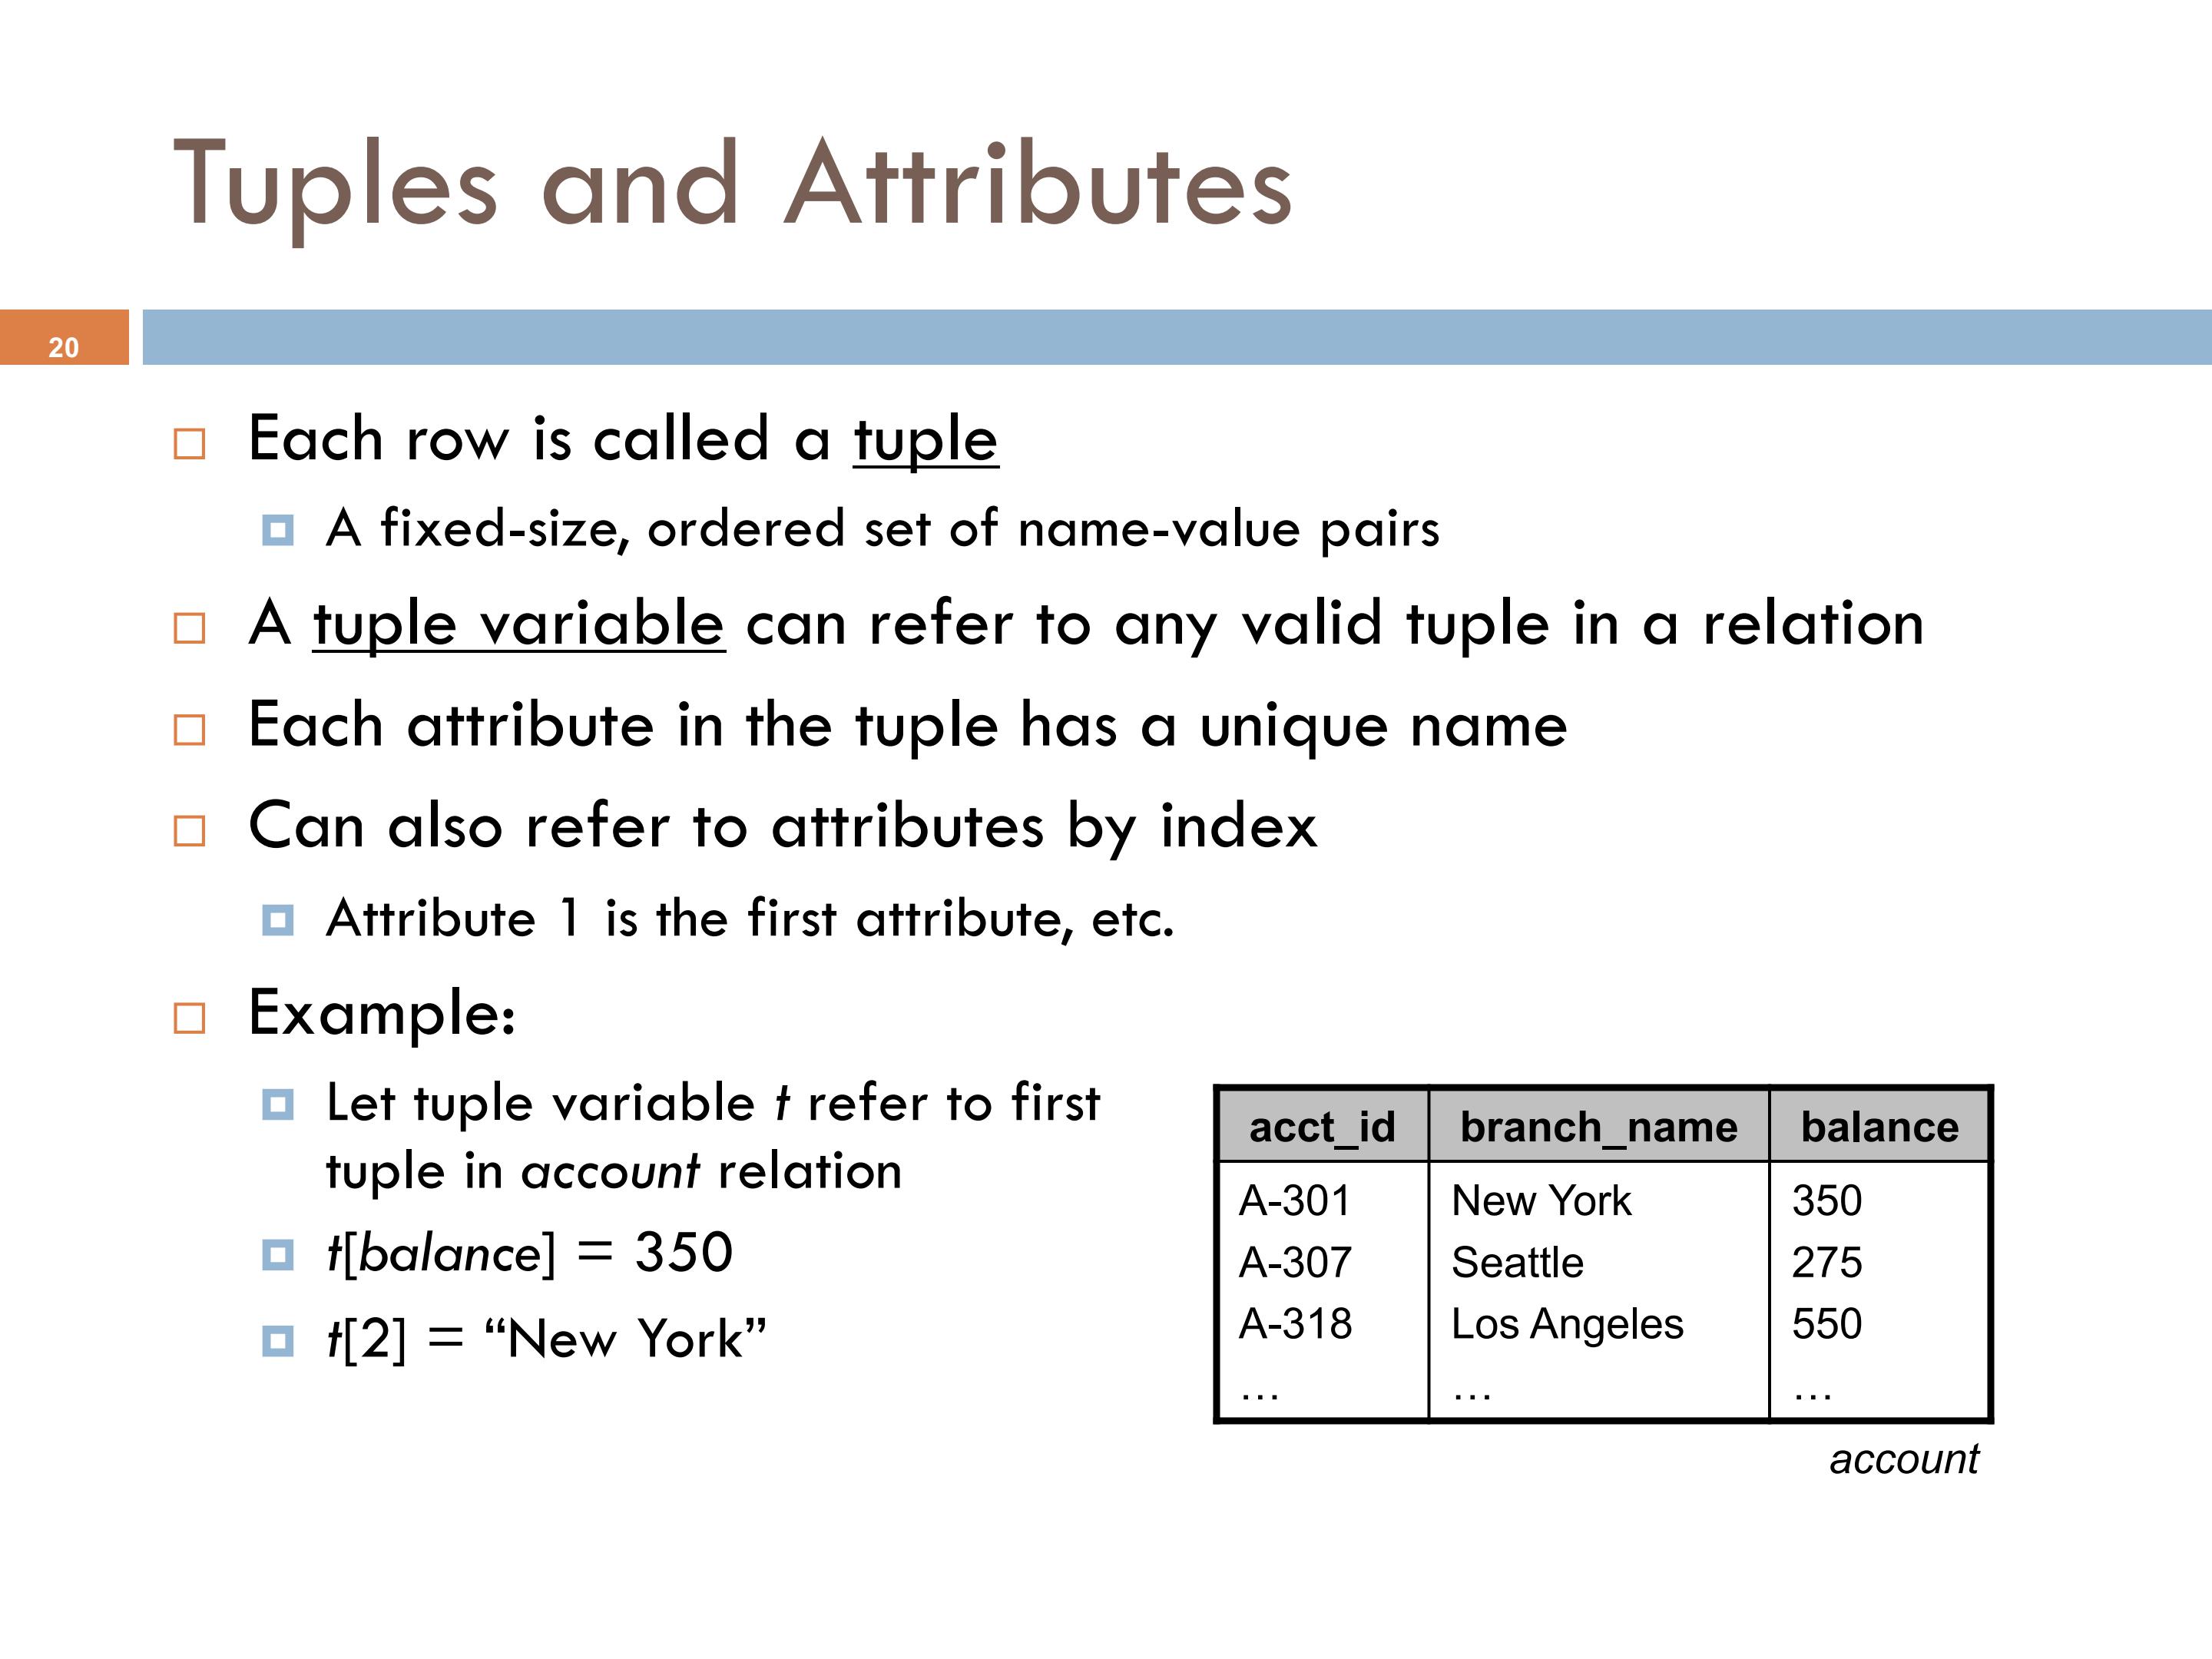 Tuples and Attributes
20
Each row is called a tuple
A fixed-size, ordered set of name-value pairs
A tuple variable can refer to any valid tuple in a relation
Each attribute in the tuple has a unique name
Can also refer to attributes by index
Attribute 1 is the first attribute, etc.
Example:
Let tuple variable t refer to first
tuple in account relation
t[balance] = 350
t[2] = “New York”
acct_id branch_name balance
A-301 New York 350
A-307 Seattle 275
A-318 Los Angeles 550
… … …
account